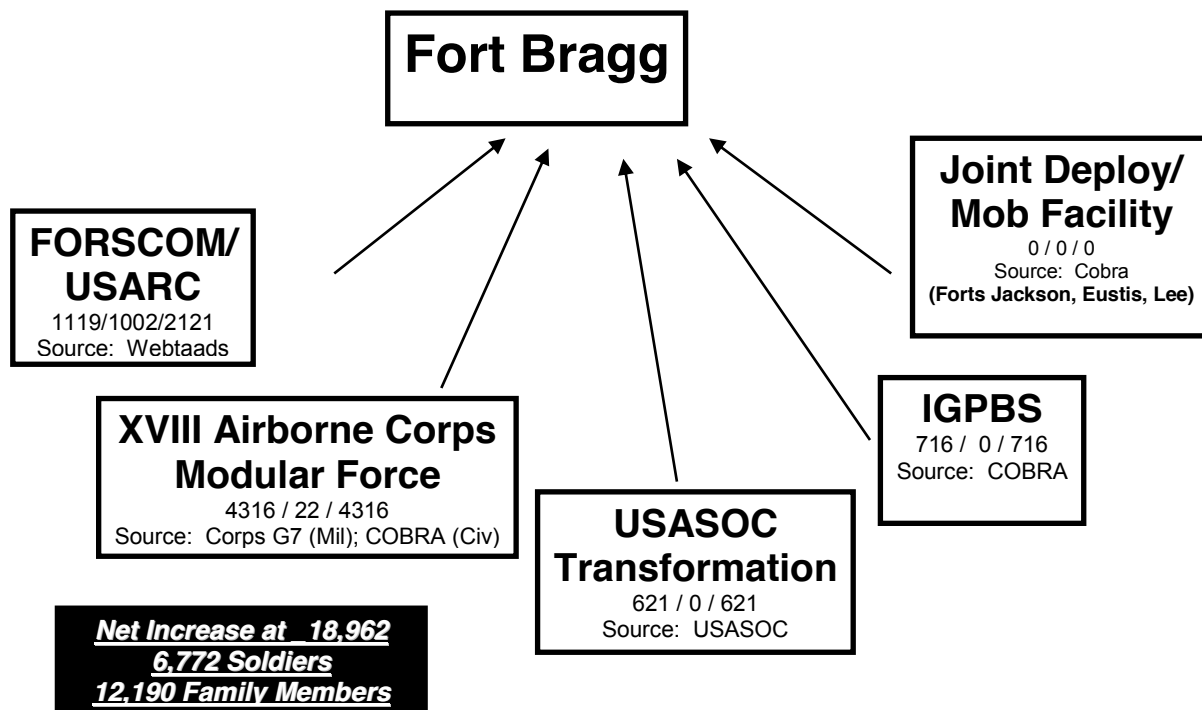 Fort Bragg
FORSCOM/
USARC
1119/1002/2121
Source:  Webtaads
XVIII Airborne Corps
Modular Force
4316 / 22 / 4316
Source:  Corps G7 (Mil); COBRA (Civ)
USASOC
Transformation
621 / 0 / 621
Source:  USASOC
IGPBS
716 /  0 / 716
Source:  COBRA
Joint Deploy/
Mob Facility
0 / 0 / 0
Source:  Cobra
(Forts Jackson, Eustis, Lee)
Net Increase at _18,962
6,772 Soldiers
12,190 Family Members